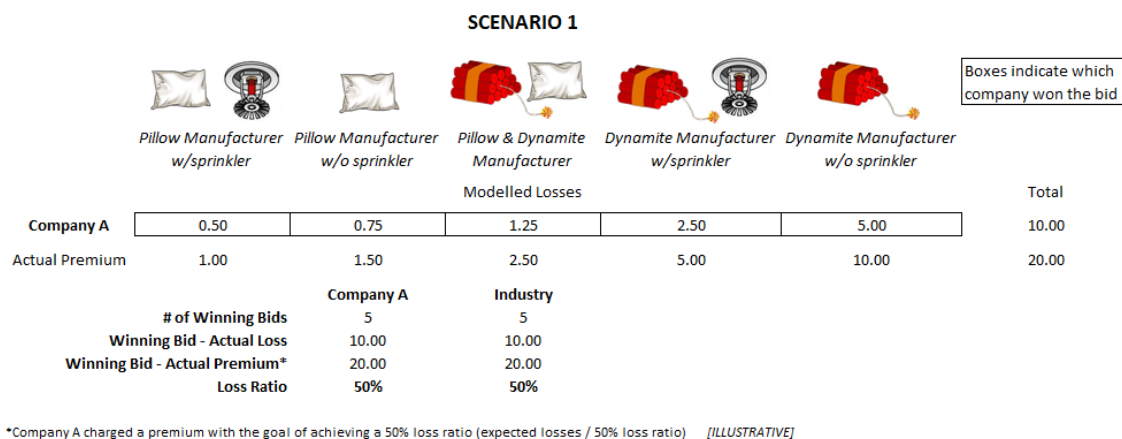 SCENARIO 1
Boxes indicate which
company won the bid
Pillow Manufacturer
w/sprinkler
Pillow Manufacturer
w/o sprinkler
Pillow & Dynamite
Manufacturer
Dynamite Manufacturer
w/sprinkler
Dynamite Manufacturer
w/o sprinkler
Modelled Losses Total
Company A 0.50 0.75 1.25 2.50 5.00 10.00
Actual Premium 1.00 1.50 2.50 5.00 10.00 20.00
Company A Industry
# of Winning Bids 5 5
Winning Bid - Actual Loss 10.00 10.00
Winning Bid - Actual Premium* 20.00 20.00
Loss Ratio 50% 50%
*Company A charged a premium with the goal of achieving a 50% loss ratio (expected losses / 50% loss ratio) [ILLUSTRATIVE]